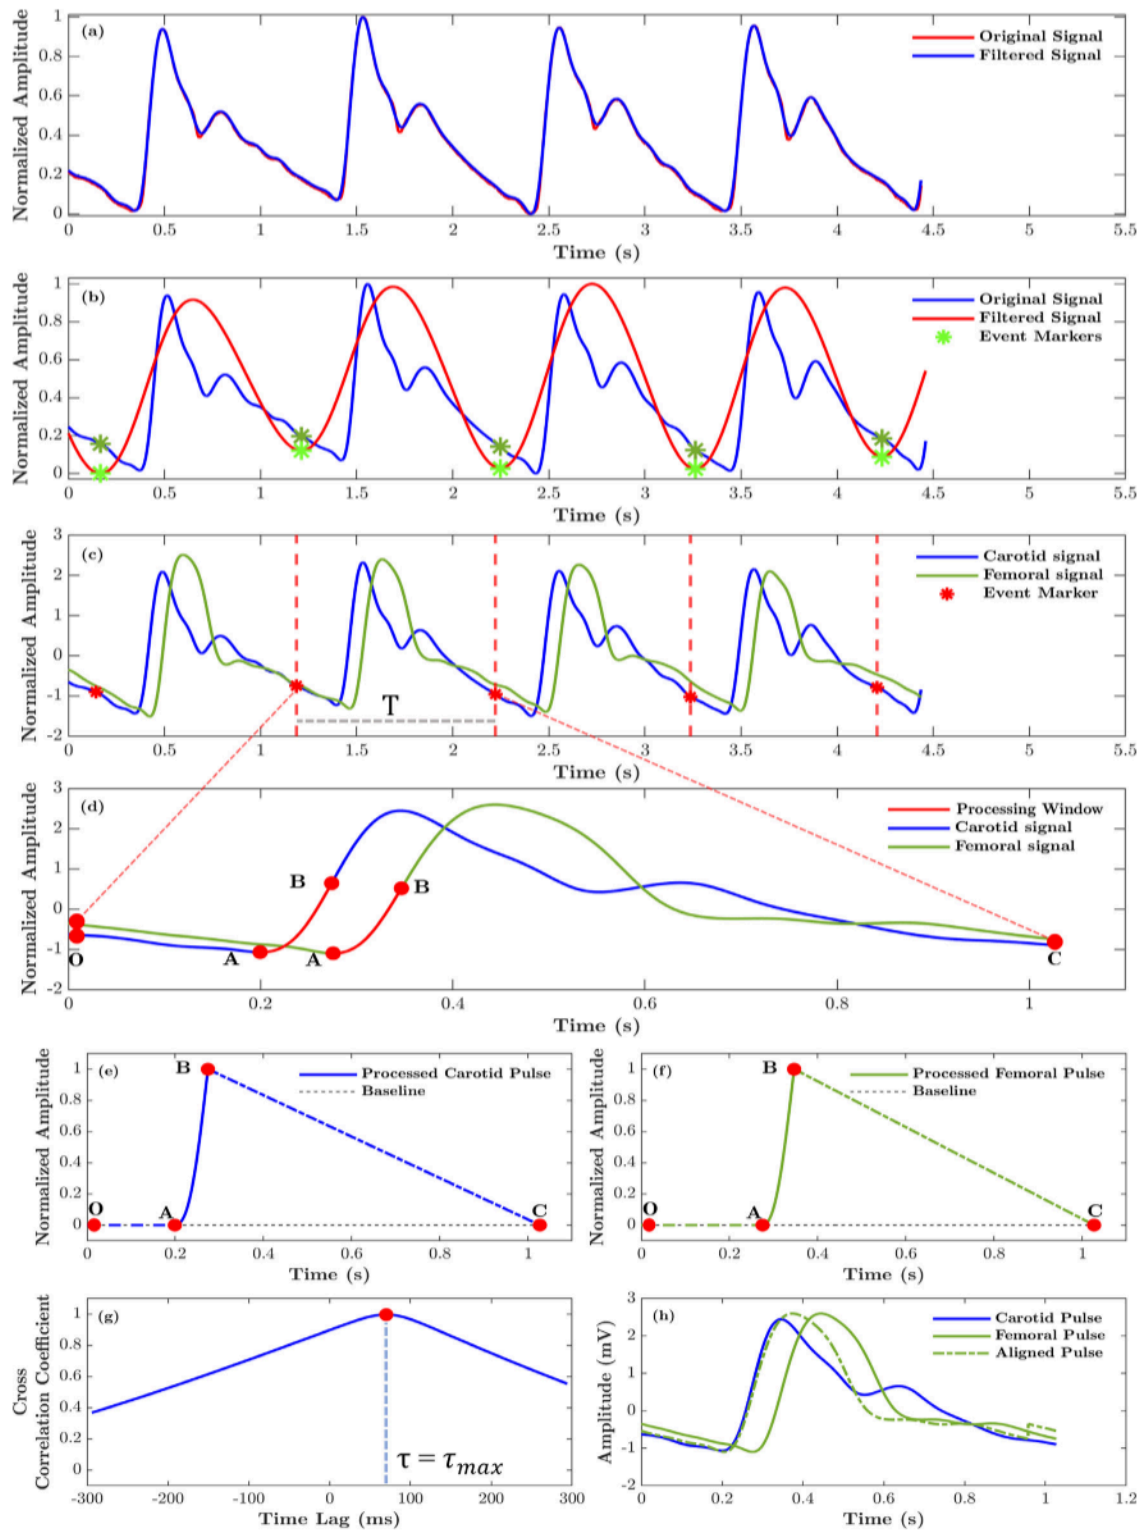 (a)
Original Signal
Filtered Signal
Normalized Amplitude
1
0.8
0.6
0.4
0.2
0
0 0.5 1 1.5 2 2.5 3 3.5 4 4.5 5 5.5
Time (s)
(b)
Original Signal
Filtered Signal
Event Markers
Normalized Amplitude
1
0.8
0.6
0.4
0.2
0
0 0.5 1 1.5 2 2.5 3 3.5 4 4.5 5 5.5
Time (s)
(c)
Carotid signal
Femoral signal
Event Marker
Normalized Amplitude
3
2
1
0
-1
-2
T
0 0.5 1 1.5 2 2.5 3 3.5 4 4.5 5 5.5
Time (s)
(d)
Processing Window
Carotid signal
Femoral signal
Normalized Amplitude
3
2
1
0
-1
-2
B
B
O
A
A
C
0 0.2 0.4 0.6 0.8 1
Time (s)
(e)
Processed Carotid Pulse
Baseline
Normalized Amplitude
1
0.8
0.6
0.4
0.2
0
B
O
A
C
0 0.2 0.4 0.6 0.8 1
Time (s)
(f)
Processed Femoral Pulse
Baseline
Normalized Amplitude
1
0.8
0.6
0.4
0.2
0
B
O
A
C
0 0.2 0.4 0.6 0.8 1
Time (s)
(g)
Cross
Correlation Coefficient
1
0.8
0.6
0.4
0.2
0
τ = τmax
-300 -200 -100 0 100 200 300
Time Lag (ms)
(h)
Carotid Pulse
Femoral Pulse
Aligned Pulse
Amplitude (mV)
3
2
1
0
-1
-2
0 0.2 0.4 0.6 0.8 1 1.2
Time (s)